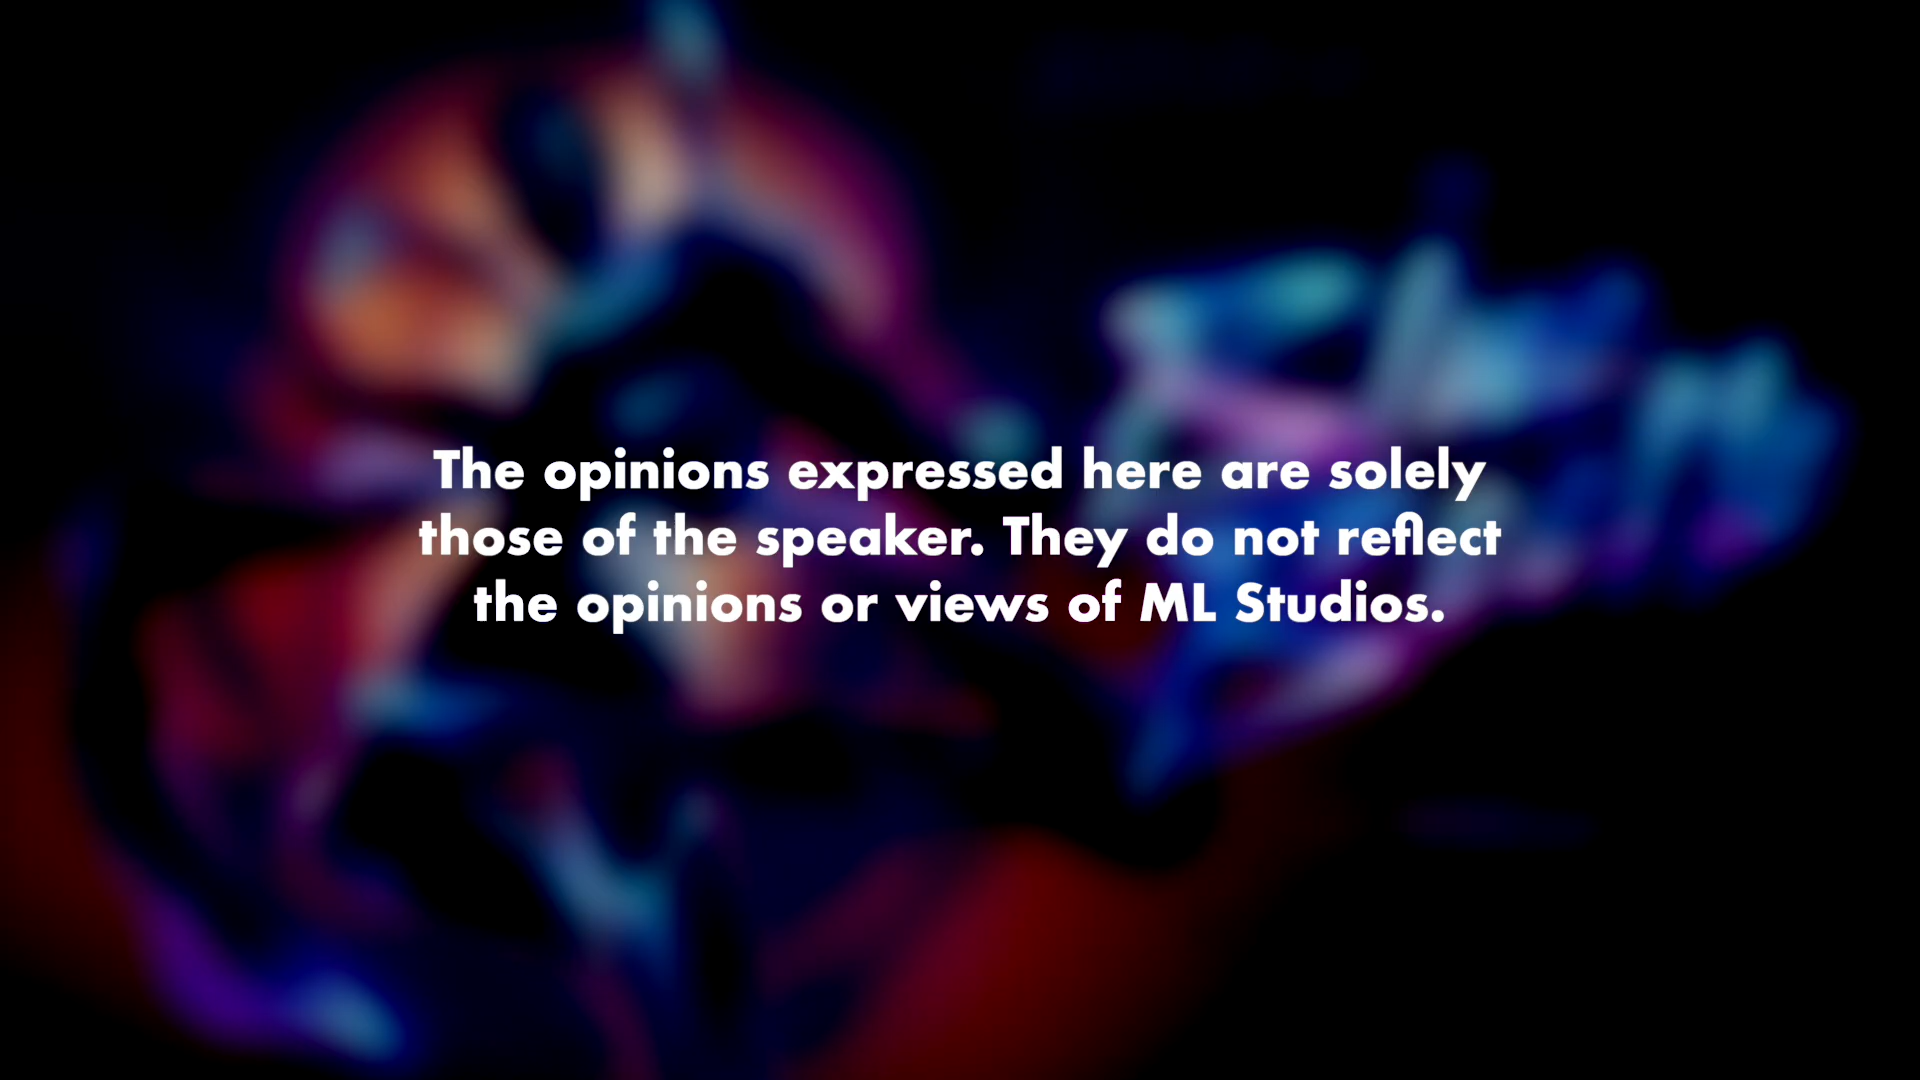 The opinions expressed here are solely
those of the speaker. They do not reflect
the opinions or views of ML Studios.